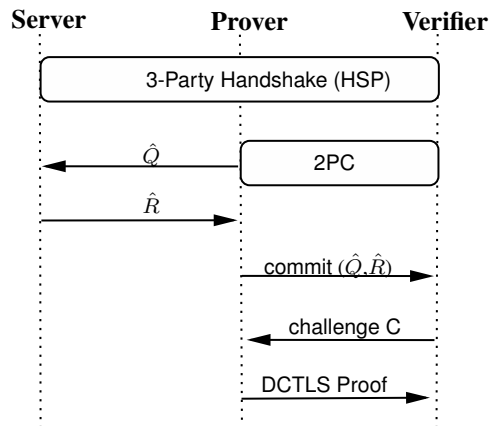 Server Prover Verifier
3-Party Handshake (HSP)
Q̂ 2PC
R̂
commit (Q̂,R̂)
challenge C
DCTLS Proof